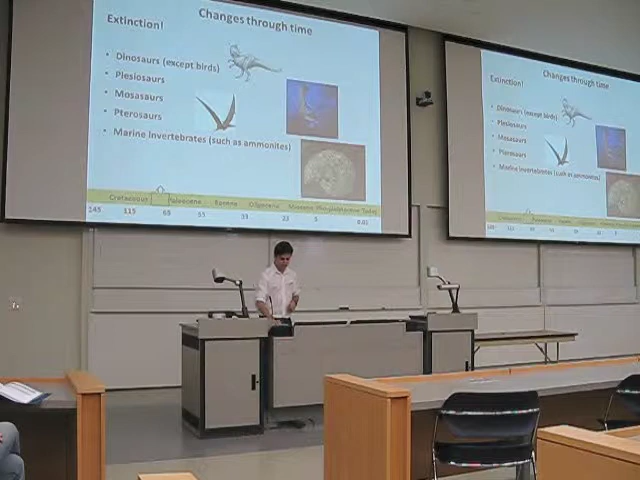 Changes through time
Extinction!
• Dinosaurs (except birds)
• Plesiosaurs
• Mosasaurs
• Pterosaurs
• Marine Invertebrates (such as ammonites)
Cretaceous Paleocene Eocene Oligocene Miocene Today
145 115 65 55 33 23 5
Changes through time
Extinction!
• Dinosaurs (except birds)
• Plesiosaurs
• Mosasaurs
• Pterosaurs
• Marine Invertebrates (such as ammonites)